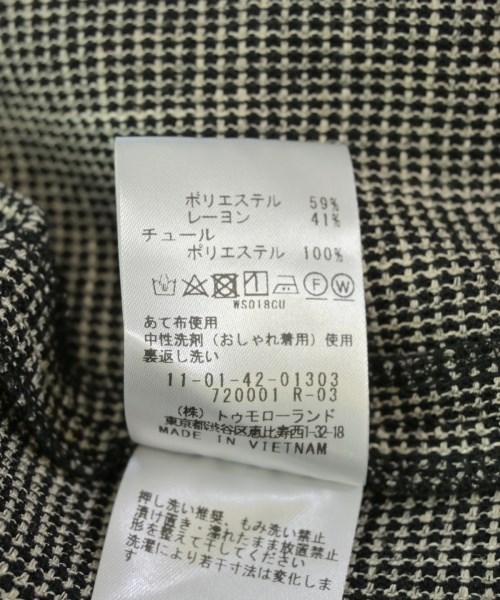 ポリエステル 59%
レーヨン 41%
チュール
ポリエステル 100%
F W
WS018CU
あて布使用
中性洗剤（おしゃれ着用）使用
裏返し洗い
11-01-42-01303
720001 R-03
（株）トゥモローランド
東京都渋谷区恵比寿西1-32-18
MADE IN VIETNAM
押し洗い推奨、もみ洗い禁止
漬け置き・濡れたまま放置禁止
形を整えて干してください
洗濯により若干寸法は変化しま
す